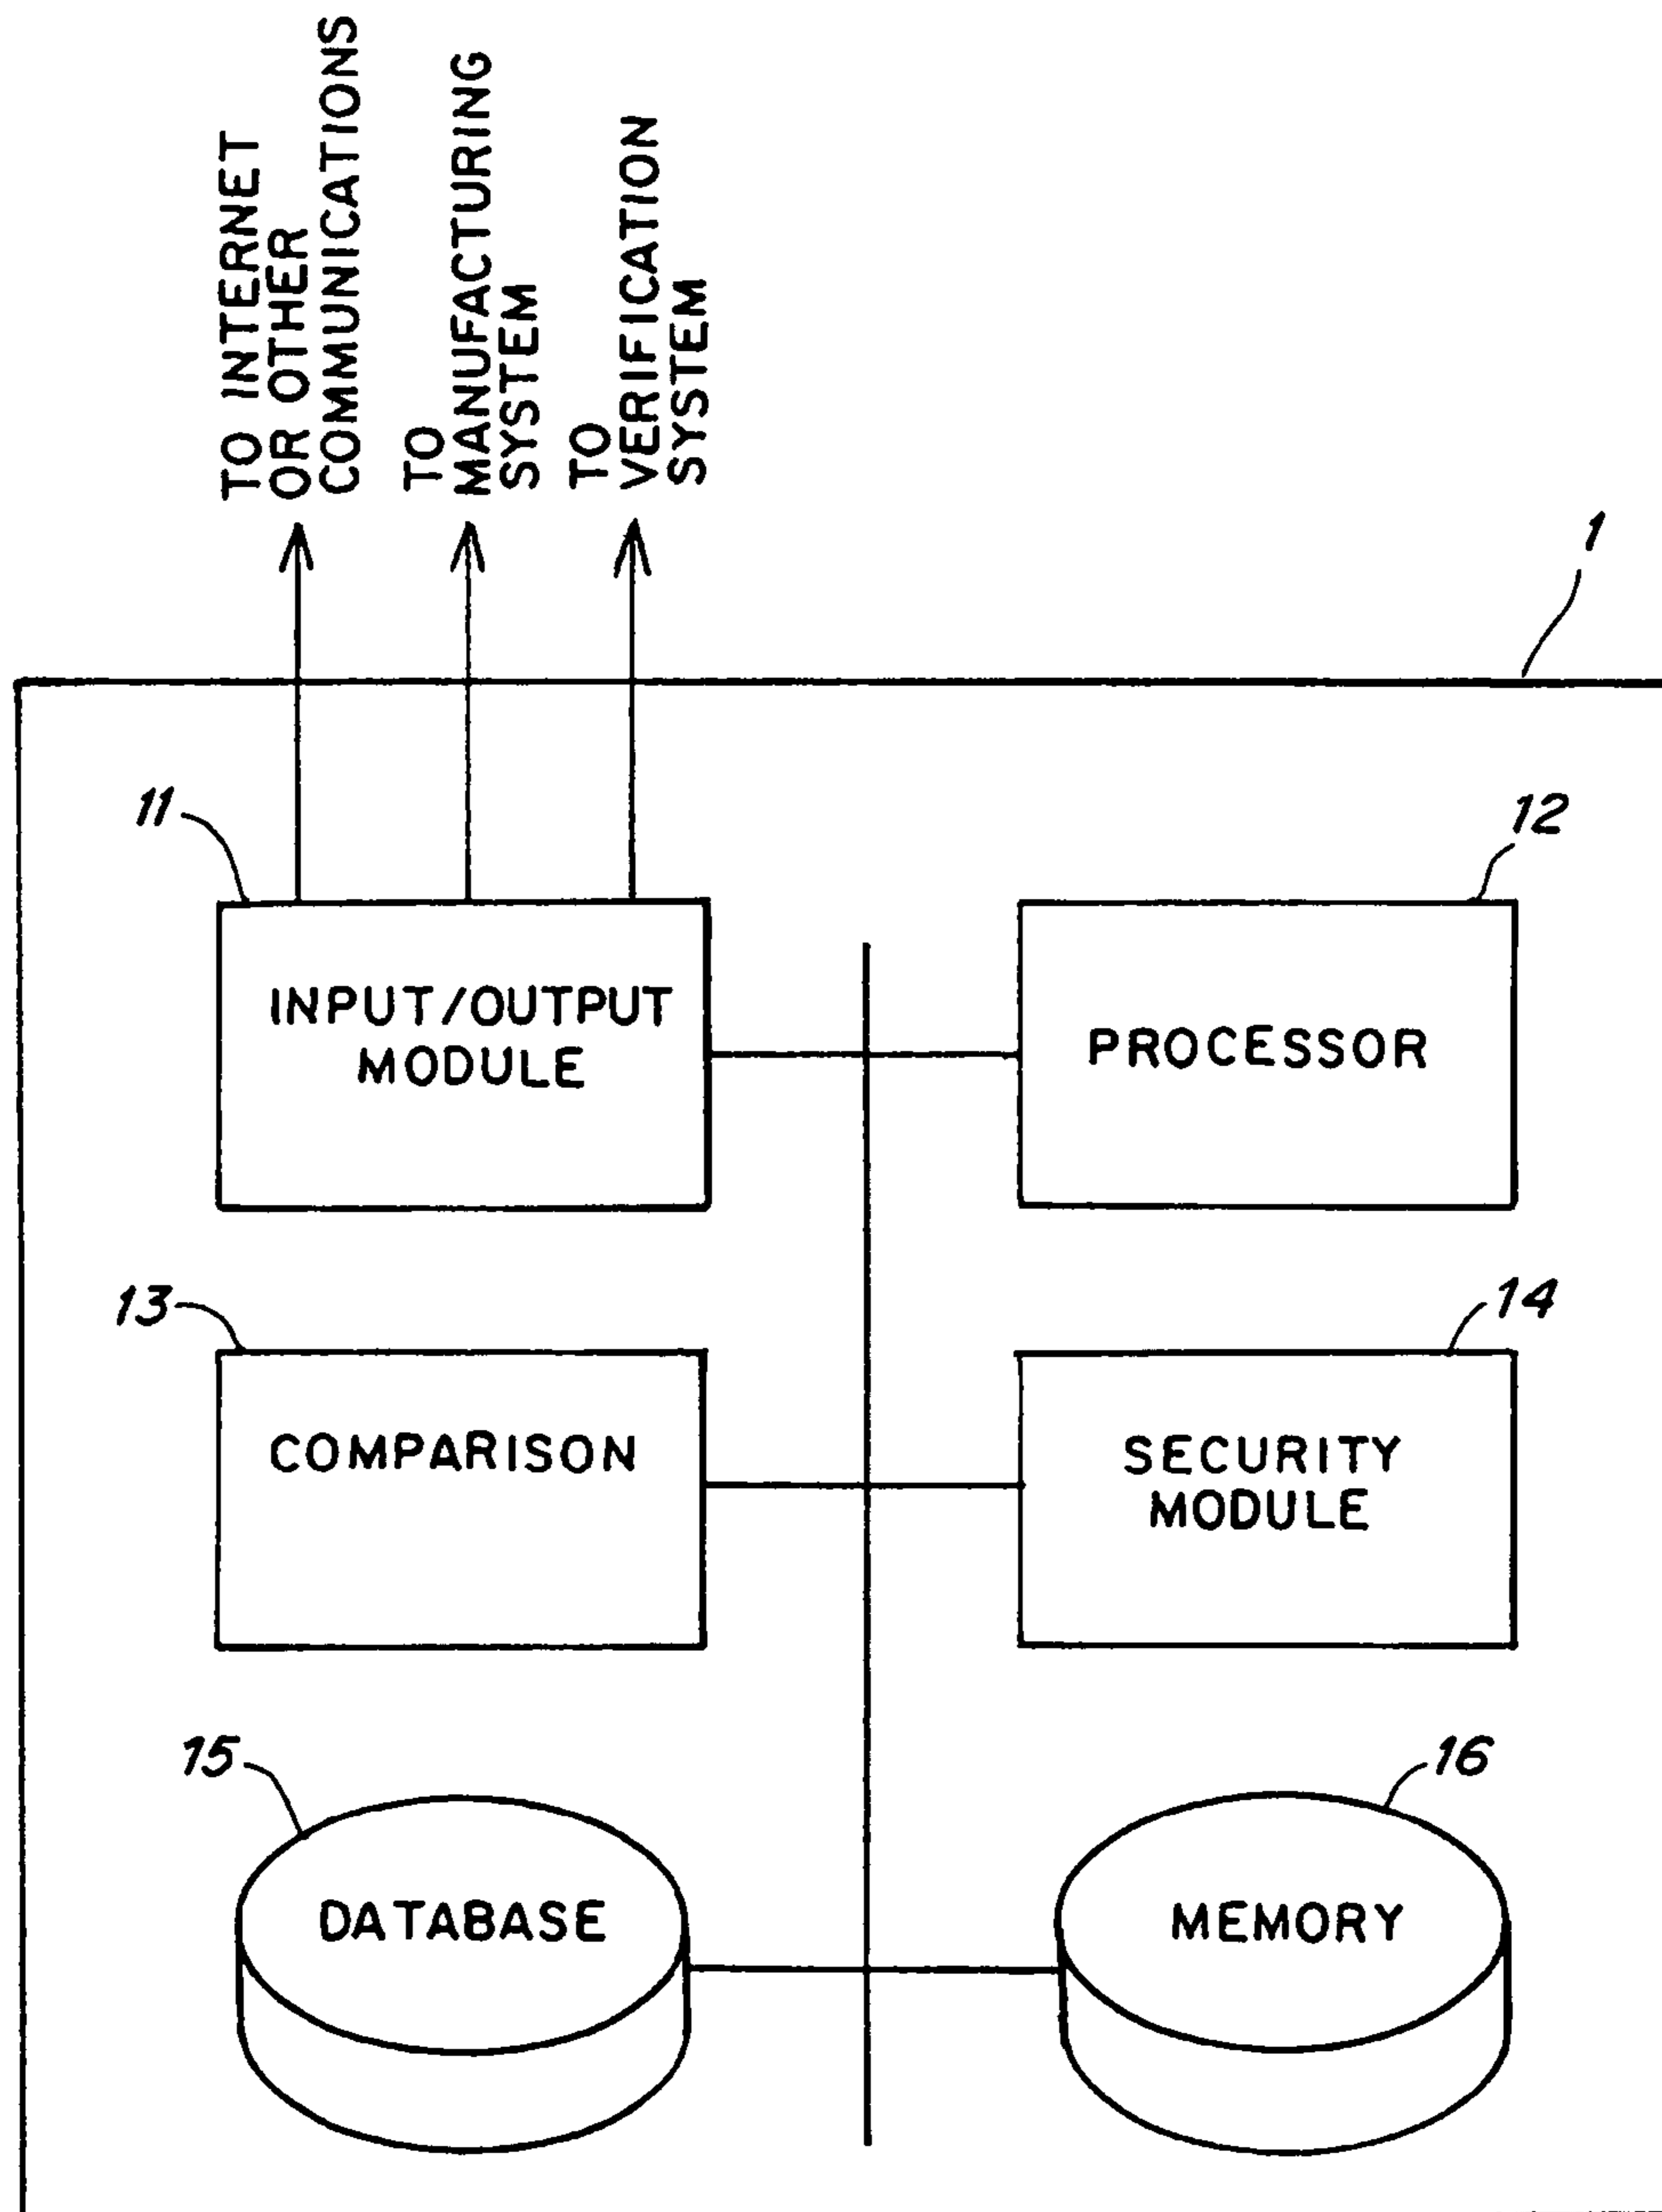 TO INTERNET
OR OTHER
COMMUNICATIONS
TO
MANUFACTURING
SYSTEM
TO
VERIFICATION
SYSTEM
1
11
12
INPUT/OUTPUT
MODULE
PROCESSOR
13
14
COMPARISON
SECURITY
MODULE
15
16
DATABASE
MEMORY